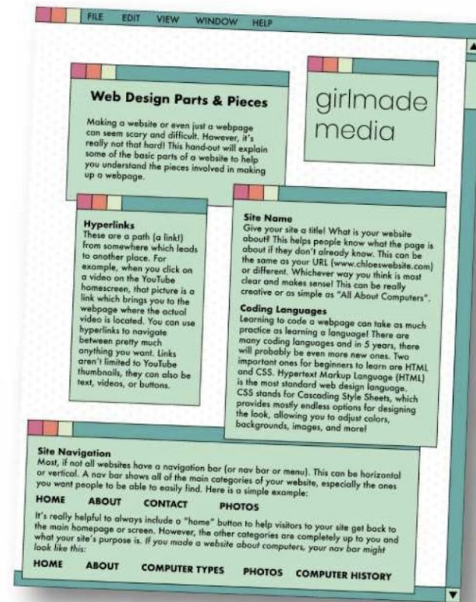 FILE EDIT VIEW WINDOW HELP
Web Design Parts & Pieces
Making a website or even just a webpage
can seem scary and difficult. However, it's
really not that hard! This hand-out will explain
some of the basic parts of a website to help
you understand the pieces involved in making
up a webpage.
girlmade
media
Hyperlinks
These are a path (a link!)
from somewhere which leads
to another place. For
example, when you click on
a video on the YouTube
homescreen, that picture is a
link which brings you to the
webpage where the actual
video is located. You can use
hyperlinks to navigate
between pretty much
anything you want. Links
aren't limited to YouTube
thumbnails, they can also be
text, videos, or buttons.
Site Name
Give your site a title! What is your website
about? This helps people know what the page is
about if they don't already know. This can be
the same as your URL (www.chloeswebsite.com)
or different. Whichever way you think is most
clear and makes sense! This can be really
creative or as simple as "All About Computers".
Coding Languages
Learning to code a webpage can take as much
practice as learning a language! There are
many coding languages and in 5 years, there
will probably be even more new ones. Two
important ones for beginners to learn are HTML
and CSS. Hypertext Markup Language (HTML)
is the most standard web design language.
CSS stands for Cascading Style Sheets, which
provides mostly endless options for designing
the look, allowing you to adjust colors,
backgrounds, images, and more!
Site Navigation
Most, if not all websites have a navigation bar (or nav bar or menu). This can be horizontal
or vertical. A nav bar shows all of the main categories of your website, especially the ones
you want people to be able to easily find. Here is a simple example:
HOME ABOUT CONTACT PHOTOS
It's really helpful to always include a "home" button to help visitors to your site get back to
the main homepage or screen. However, the other categories are completely up to you and
what your site's purpose is. If you made a website about computers, your nav bar might
look like this:
HOME ABOUT COMPUTER TYPES PHOTOS COMPUTER HISTORY